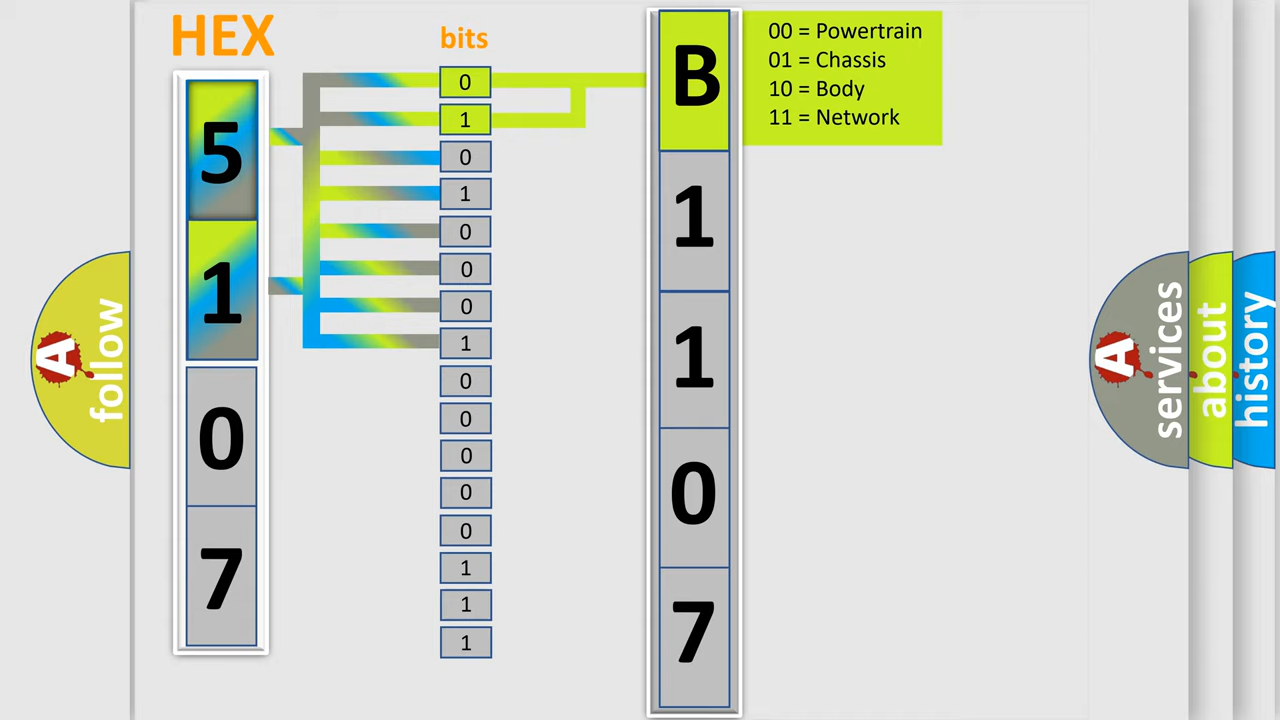 HEX
bits
5
1
0
7
0
1
0
1
0
0
0
1
0
0
0
0
0
1
1
1
B
1
1
0
7
00 = Powertrain
01 = Chassis
10 = Body
11 = Network
A
follow
A
services
about
history